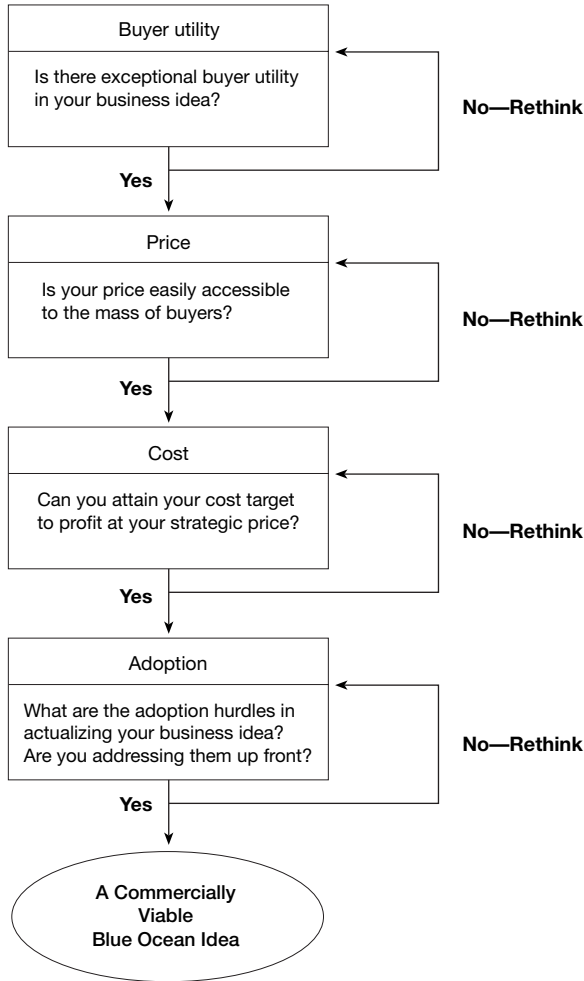 Buyer utility
Is there exceptional buyer utility
in your business idea?
No—Rethink
Yes
Price
Is your price easily accessible
to the mass of buyers?
No—Rethink
Yes
Cost
Can you attain your cost target
to profit at your strategic price?
No—Rethink
Yes
Adoption
What are the adoption hurdles in
actualizing your business idea?
Are you addressing them up front?
No—Rethink
Yes
A Commercially
Viable
Blue Ocean Idea